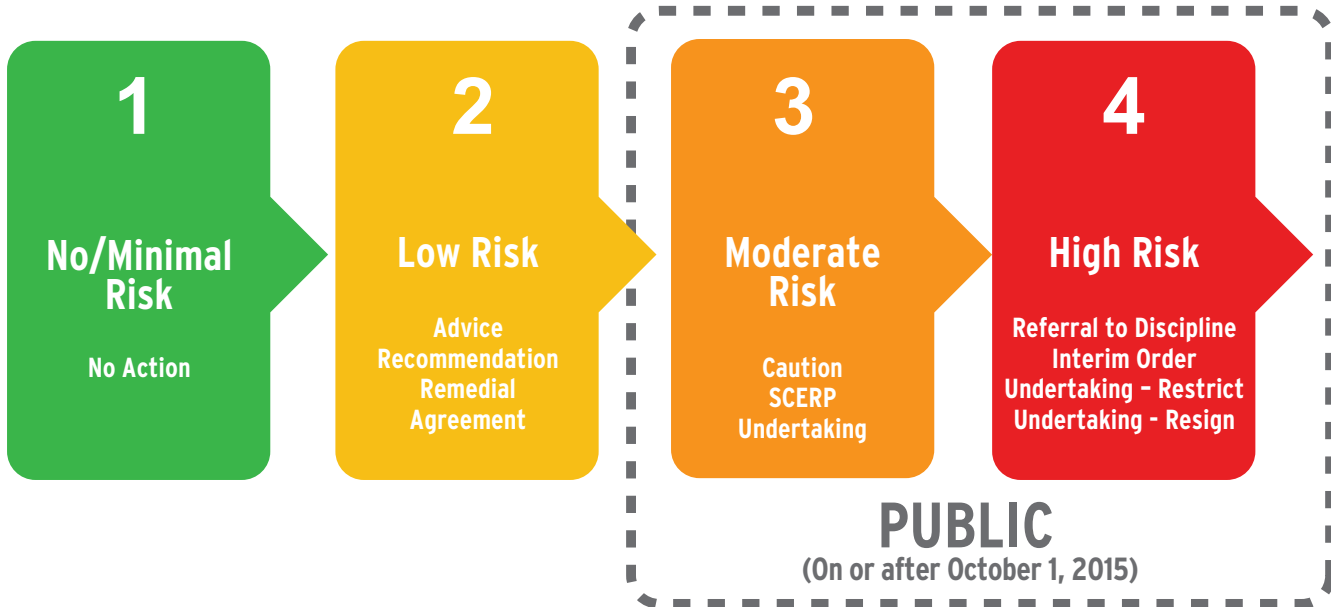 1
No/Minimal
Risk
No Action
2
Low Risk
Advice
Recommendation
Remedial
Agreement
3
Moderate
Risk
Caution
SCERP
Undertaking
4
High Risk
Referral to Discipline
Interim Order
Undertaking – Restrict
Undertaking - Resign
PUBLIC
(On or after October 1, 2015)